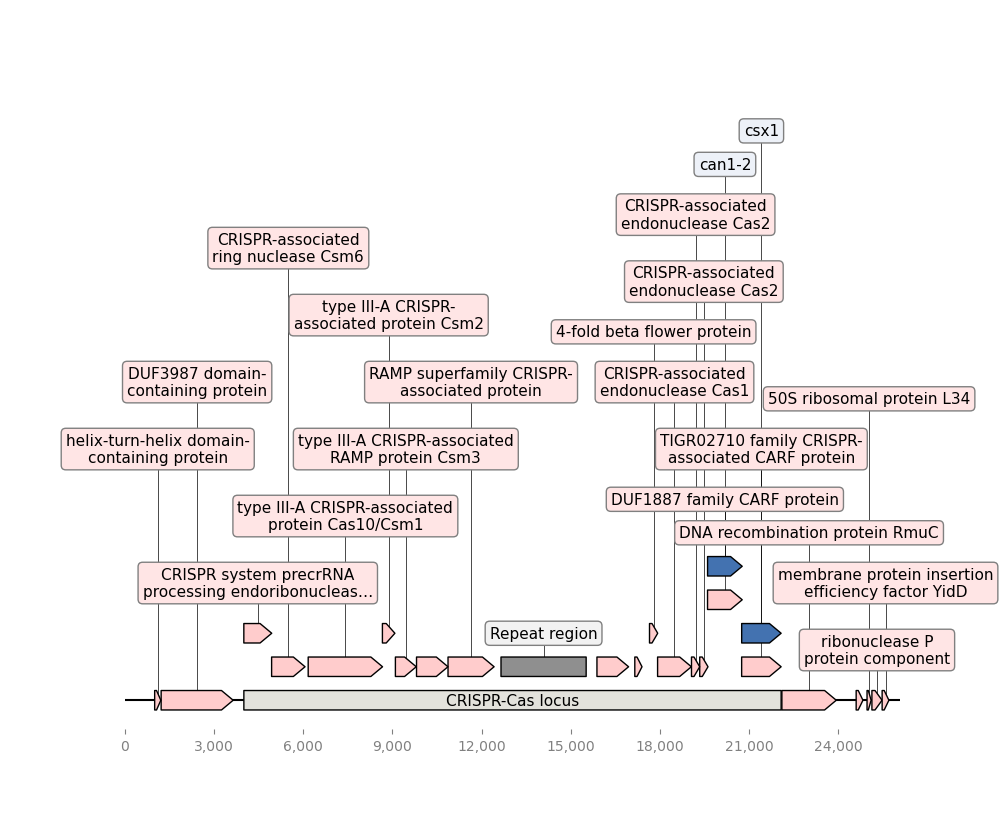 csx1
can1-2
CRISPR-associated
endonuclease Cas2
CRISPR-associated
ring nuclease Csm6
CRISPR-associated
endonuclease Cas2
type III-A CRISPR-
associated protein Csm2
4-fold beta flower protein
DUF3987 domain-
containing protein
RAMP superfamily CRISPR-
associated protein
CRISPR-associated
endonuclease Cas1
50S ribosomal protein L34
helix-turn-helix domain-
containing protein
type III-A CRISPR-associated
RAMP protein Csm3
TIGR02710 family CRISPR-
associated CARF protein
DUF1887 family CARF protein
type III-A CRISPR-associated
protein Cas10/Csm1
DNA recombination protein RmuC
CRISPR system precrRNA
processing endoribonucleas...
membrane protein insertion
efficiency factor YidD
Repeat region
ribonuclease P
protein component
CRISPR-Cas locus
0
3,000
6,000
9,000
12,000
15,000
18,000
21,000
24,000